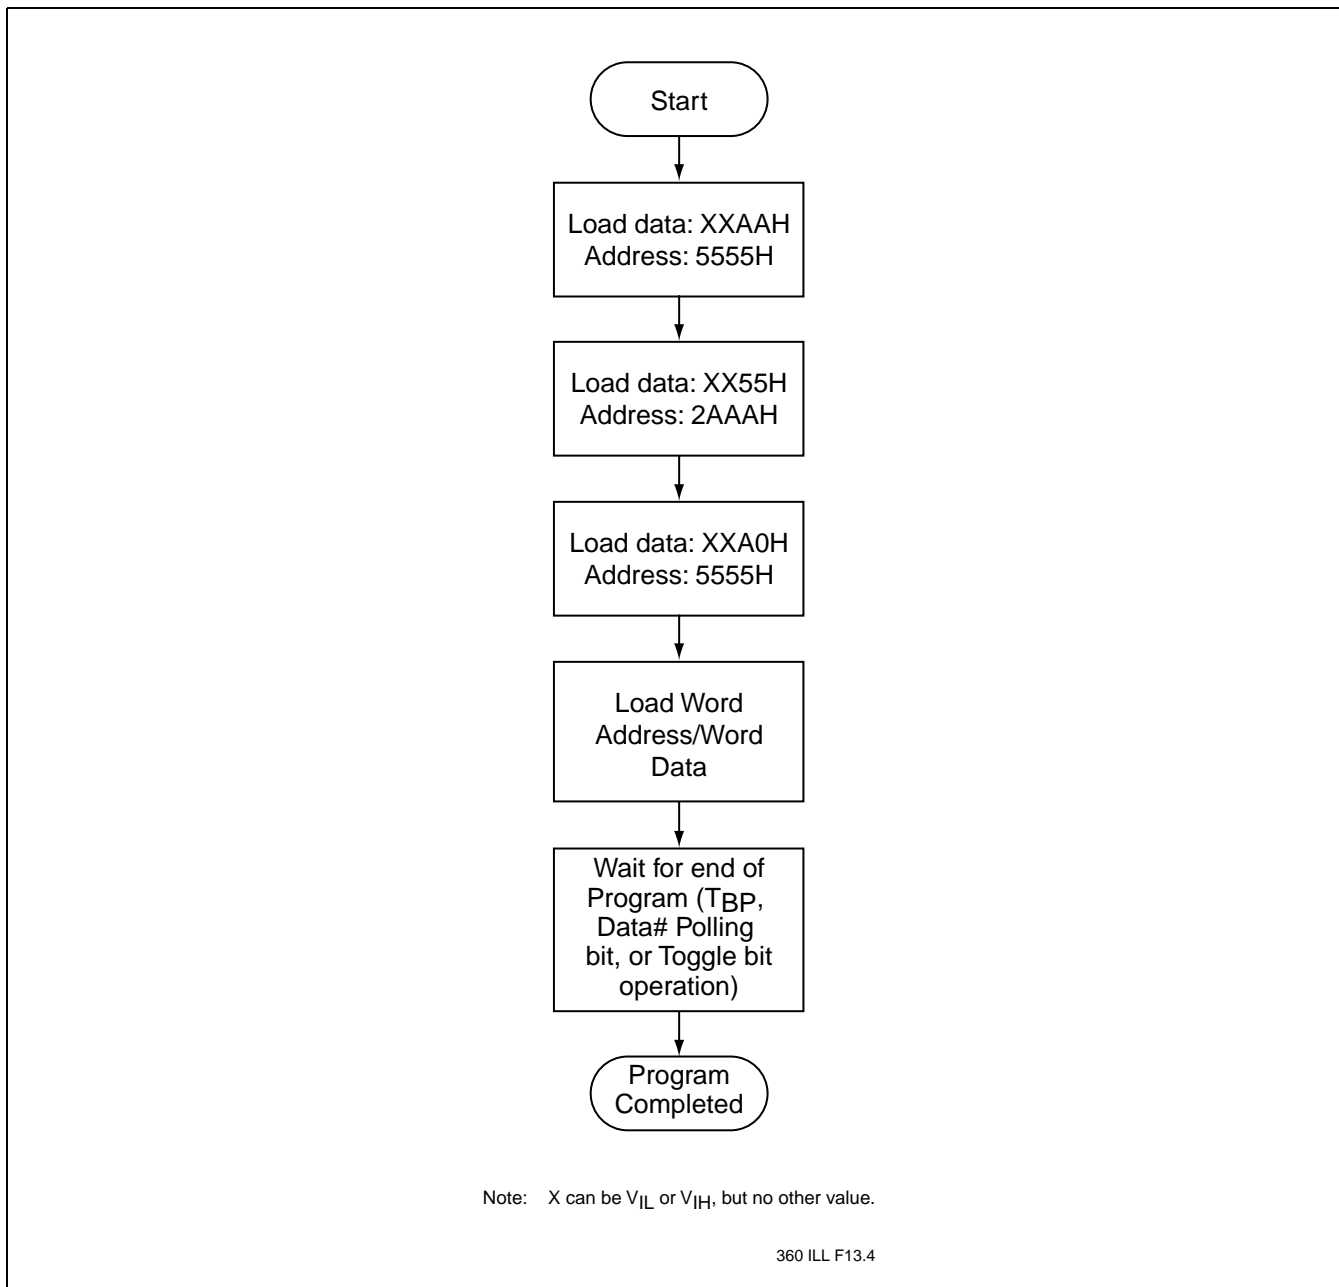 Start
Load data: XXAAH
Address: 5555H
Load data: XX55H
Address: 2AAAH
Load data: XXA0H
Address: 5555H
Load Word
Address/Word
Data
Wait for end of
Program (TBP,
Data# Polling
bit, or Toggle bit
operation)
Program
Completed
Note: X can be VIL or VIH, but no other value.
360 ILL F13.4